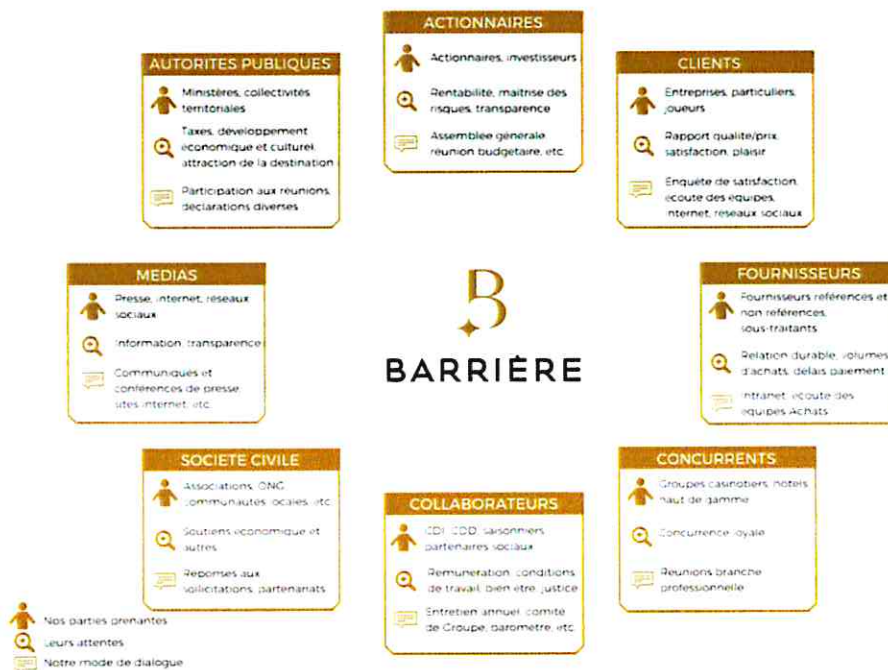 ACTIONNAIRES
Actionnaires, investisseurs
Rentabilité, maitrise des
risques, transparence
Assemblée générale
réunion budgétaire, etc.
AUTORITES PUBLIQUES
Ministères, collectivités
territoriales
Taxes, développement
économique et culturel,
attraction de la destination
Participation aux réunions,
déclarations diverses
CLIENTS
Entreprises, particuliers,
joueurs
Rapport qualité/prix,
satisfaction, plaisir
Enquête de satisfaction,
écoute des équipes,
internet, réseaux sociaux
MEDIAS
Presse, internet, réseaux
sociaux
Information, transparence
Communiqués et
conférences de presse,
sites internet, etc.
B
BARRIÈRE
FOURNISSEURS
Fournisseurs référencés et
non référencés,
sous-traitants
Relation durable, volumes
d'achats, délais paiement
Intranet, écoute des
équipes Achats
SOCIETE CIVILE
Associations, ONG,
communautés locales, etc.
Soutiens économique et
autres
Réponses aux
sollicitations, partenariats
COLLABORATEURS
CDI, CDD, saisonniers,
partenaires sociaux
Rémunération, conditions
de travail, bien être, justice
Entretien annuel, comité
de Groupe, baromètre, etc.
CONCURRENTS
Groupes casinotiers, hotels
haut de gamme
Concurrence loyale
Réunions branche
professionnelle
Nos parties prenantes
Leurs attentes
Notre mode de dialogue